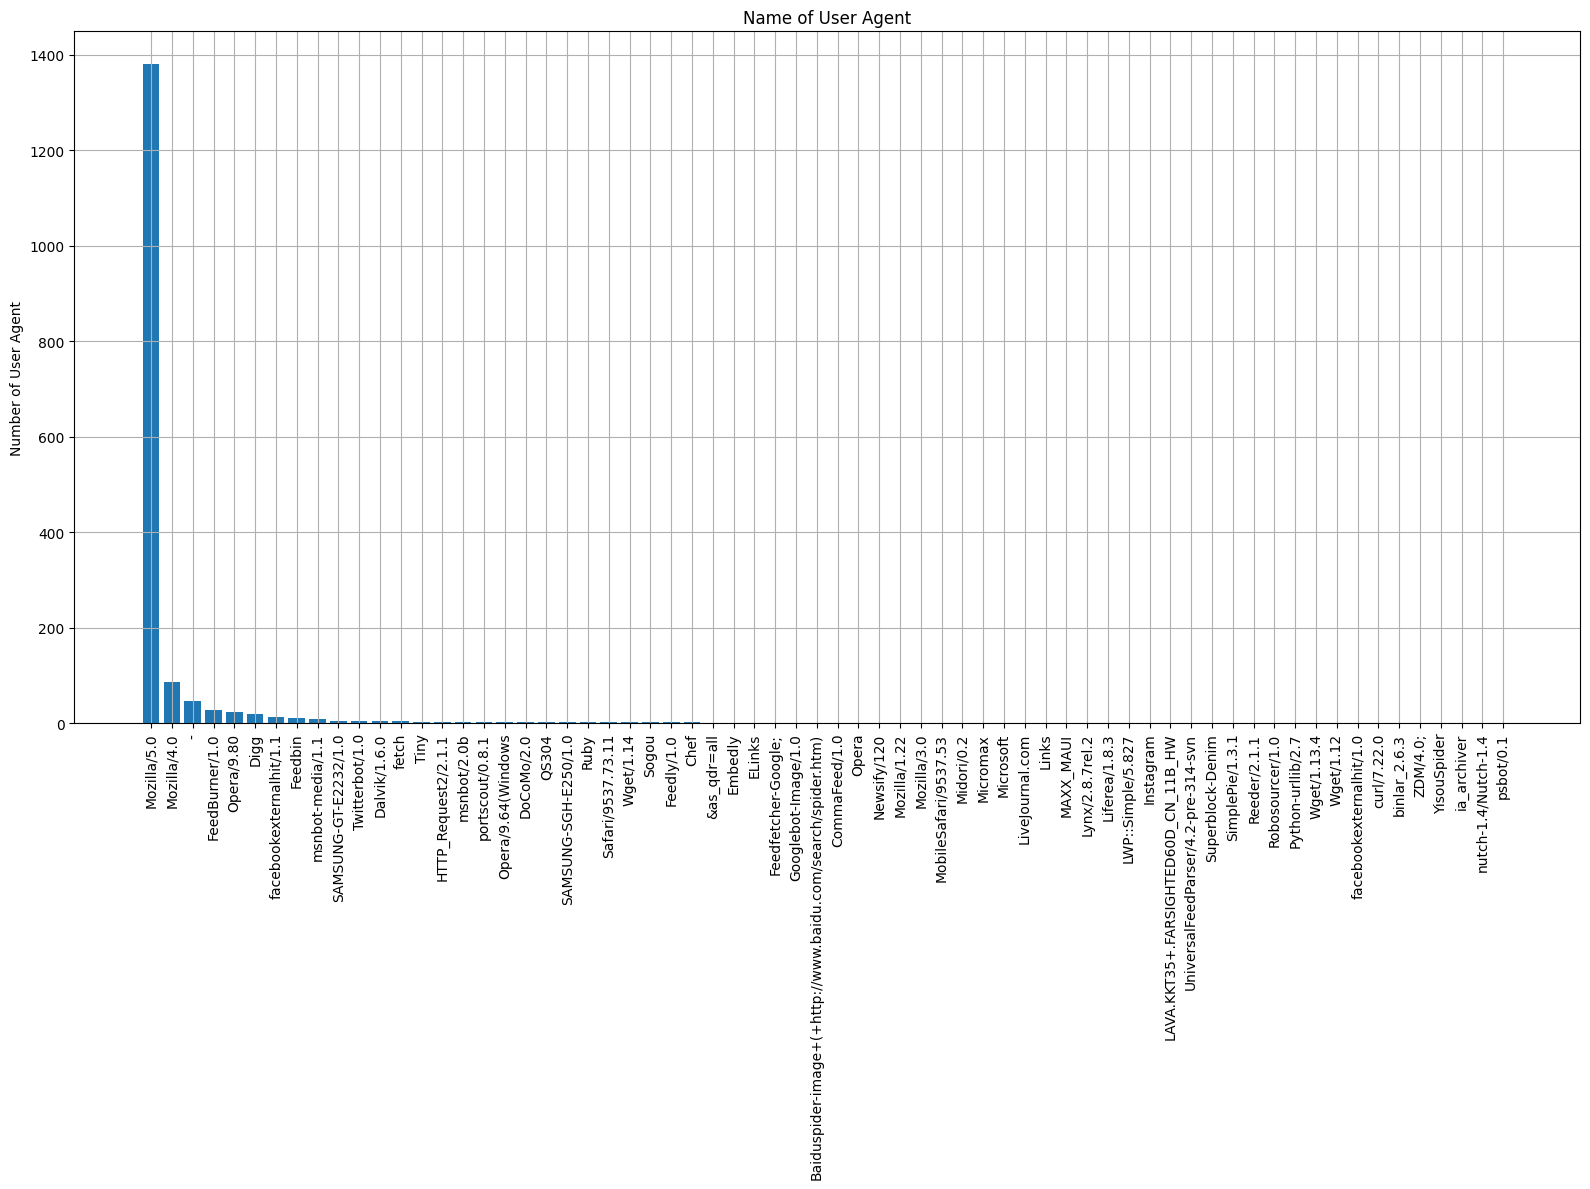 Name of User Agent
Number of User Agent
1400
1200
1000
800
600
400
200
0
Mozilla/5.0
Mozilla/4.0
-
FeedBurner/1.0
Opera/9.80
Digg
facebookexternalhit/1.1
Feedbin
msnbot-media/1.1
SAMSUNG-GT-E2232/1.0
Twitterbot/1.0
Dalvik/1.6.0
fetch
Tiny
HTTP_Request2/2.1.1
msnbot/2.0b
portscout/0.8.1
Opera/9.64(Windows
DoCoMo/2.0
QS304
SAMSUNG-SGH-E250/1.0
Ruby
Safari/9537.73.11
Wget/1.14
Sogou
Feedly/1.0
Chef
&as_qdr=all
Embedly
ELinks
Feedfetcher-Google;
Googlebot-Image/1.0
Baiduspider-image+(+http://www.baidu.com/search/spider.htm)
CommaFeed/1.0
Opera
Newsify/120
Mozilla/1.22
Mozilla/3.0
MobileSafari/9537.53
Midori/0.2
Micromax
Microsoft
LiveJournal.com
Links
MAXX_MAUI
Lynx/2.8.7rel.2
Liferea/1.8.3
LWP::Simple/5.827
Instagram
LAVA.KKT35+.FARSIGHTED60D_CN_11B_HW
UniversalFeedParser/4.2-pre-314-svn
Superblock-Denim
SimplePie/1.3.1
Reeder/2.1.1
Robosourcer/1.0
Python-urllib/2.7
Wget/1.13.4
Wget/1.12
facebookexternalhit/1.0
curl/7.22.0
binlar_2.6.3
ZDM/4.0;
YisouSpider
ia_archiver
nutch-1.4/Nutch-1.4
psbot/0.1